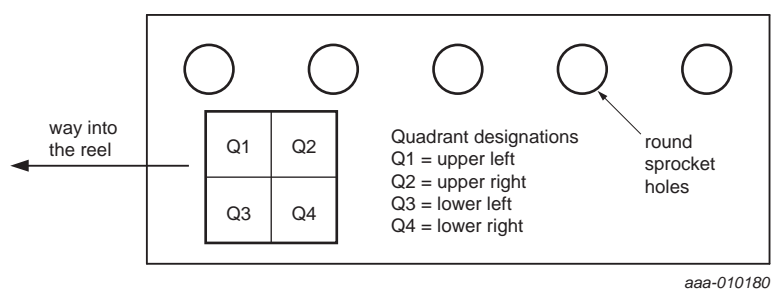 way into
the reel
Q1
Q2
Q3
Q4
Quadrant designations
Q1 = upper left
Q2 = upper right
Q3 = lower left
Q4 = lower right
round
sprocket
holes
aaa-010180